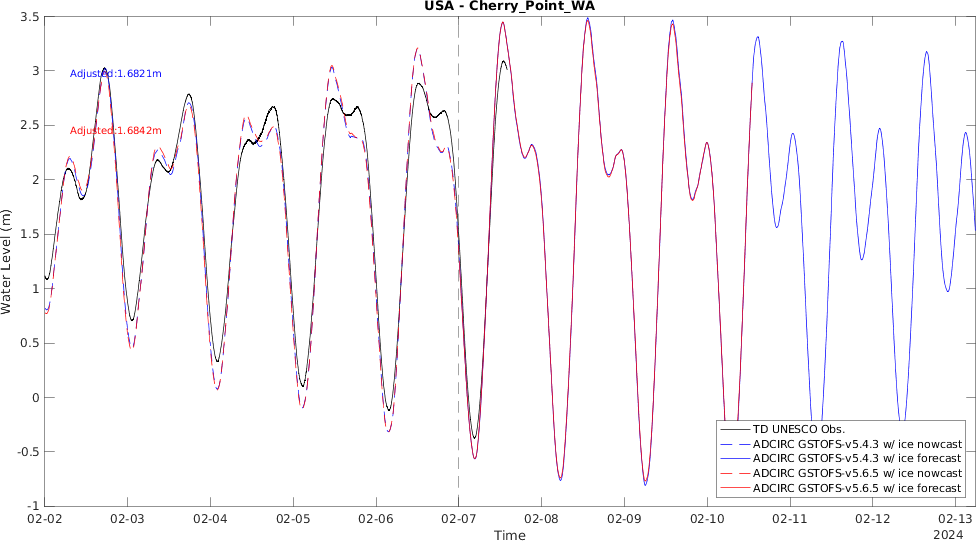 USA - Cherry_Point_WA
3.5
3
2.5
2
1.5
1
0.5
0
-0.5
-1
Water Level (m)
Adjusted:1.6821m
Adjusted:1.6842m
TD UNESCO Obs.
ADCIRC GSTOFS-v5.4.3 w/ ice nowcast
ADCIRC GSTOFS-v5.4.3 w/ ice forecast
ADCIRC GSTOFS-v5.6.5 w/ ice nowcast
ADCIRC GSTOFS-v5.6.5 w/ ice forecast
02-02 02-03 02-04 02-05 02-06 02-07 02-08 02-09 02-10 02-11 02-12 02-13
Time
2024